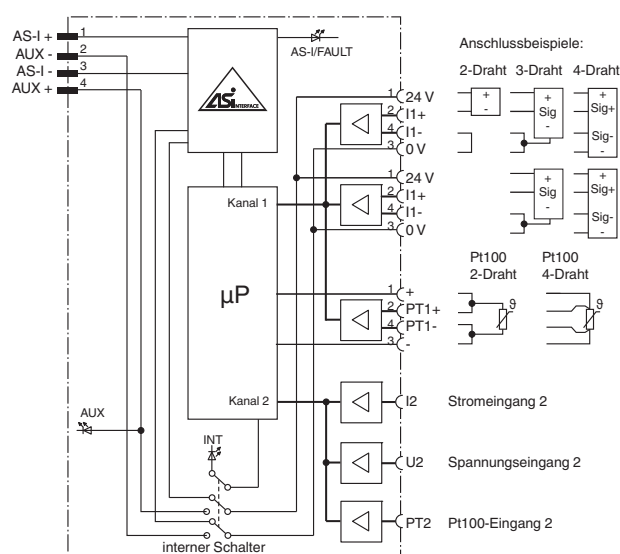 AS-I +
1
AUX -
2
AS-I -
3
AUX +
4
AS-I/FAULT
ASi
INTERFACE
Anschlussbeispiele:
2-Draht 3-Draht 4-Draht
1 24 V
2 I1+
4 I1-
3 0 V
+
-
+
Sig
-
+
Sig+
Sig-
-
1 24 V
2 I1+
4 I1-
3 0 V
+
Sig
-
+
Sig+
Sig-
-
Kanal 1
µP
Pt100
2-Draht
Pt100
4-Draht
1 +
2 PT1+
4 PT1-
3 -
ϑ
ϑ
Kanal 2
I2 Stromeingang 2
AUX
INT
U2 Spannungseingang 2
PT2 Pt100-Eingang 2
interner Schalter